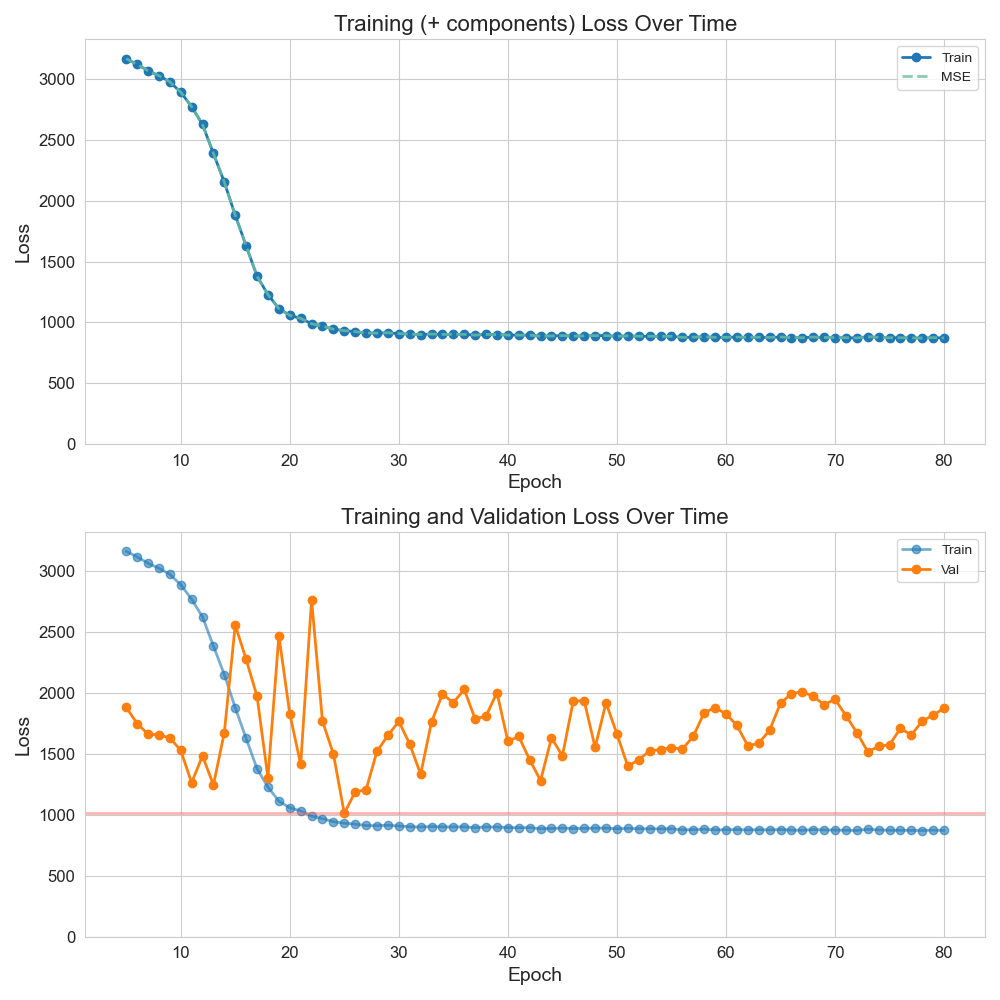 Training (+ components) Loss Over Time
Train
MSE
3000
2500
2000
1500
1000
500
0
Loss
10 20 30 40 50 60 70 80
Epoch
Training and Validation Loss Over Time
Train
Val
3000
2500
2000
1500
1000
500
0
Loss
10 20 30 40 50 60 70 80
Epoch